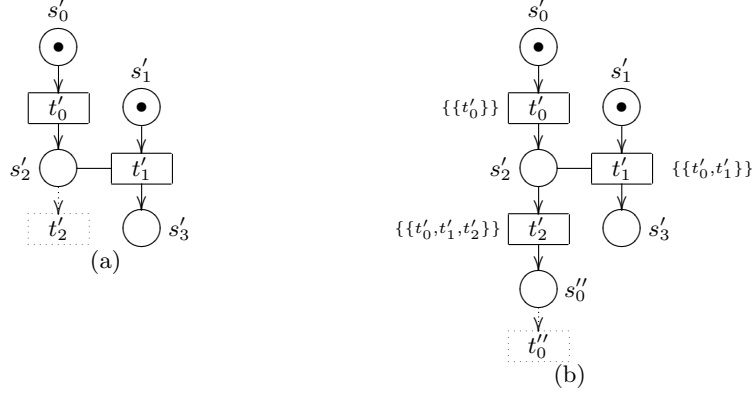 s′₀ s′₀
s′₁ s′₁
t′₀ {{t′₀}} t′₀
s′₂ t′₁ s′₂ t′₁ {{t′₀,t′₁}}
t′₂ s′₃ {{t′₀,t′₁,t′₂}} t′₂ s′₃
(a)
s″₀
t″₀
(b)